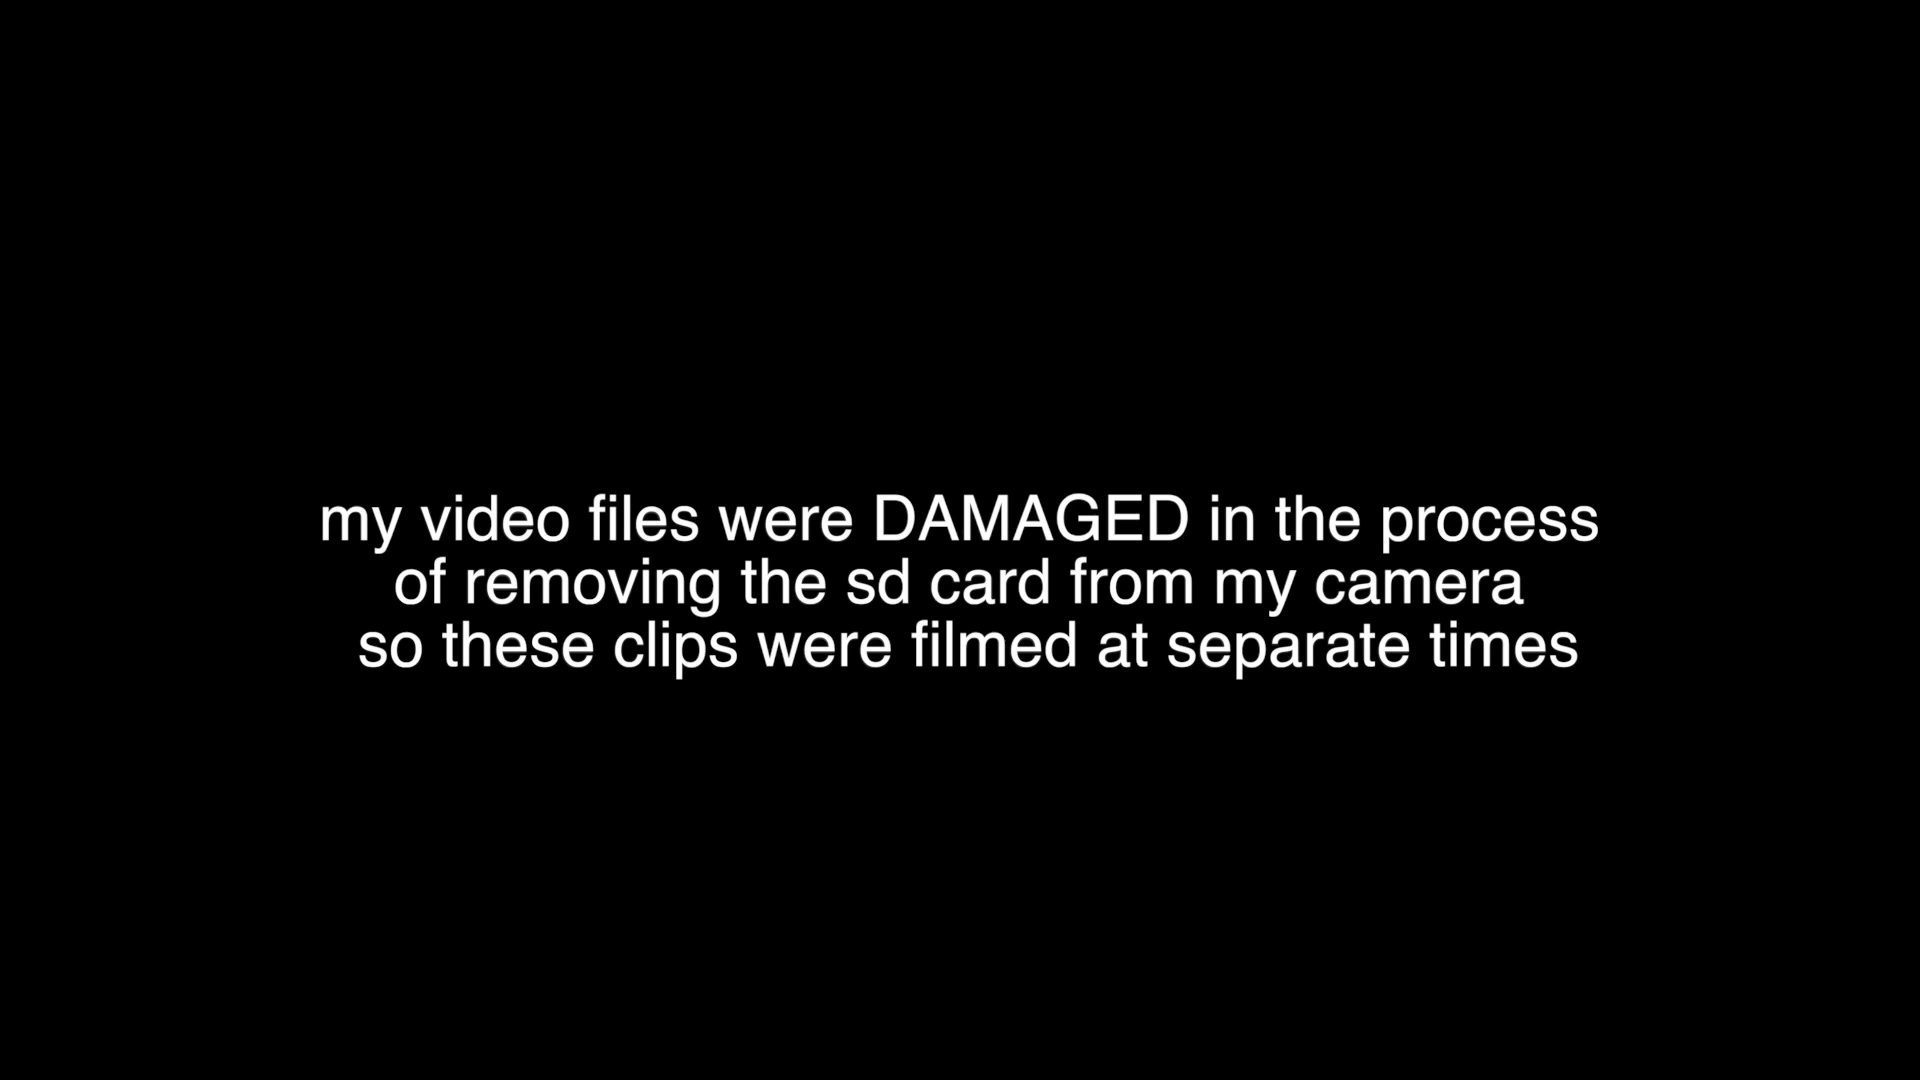 my video files were DAMAGED in the process
of removing the sd card from my camera
so these clips were filmed at separate times